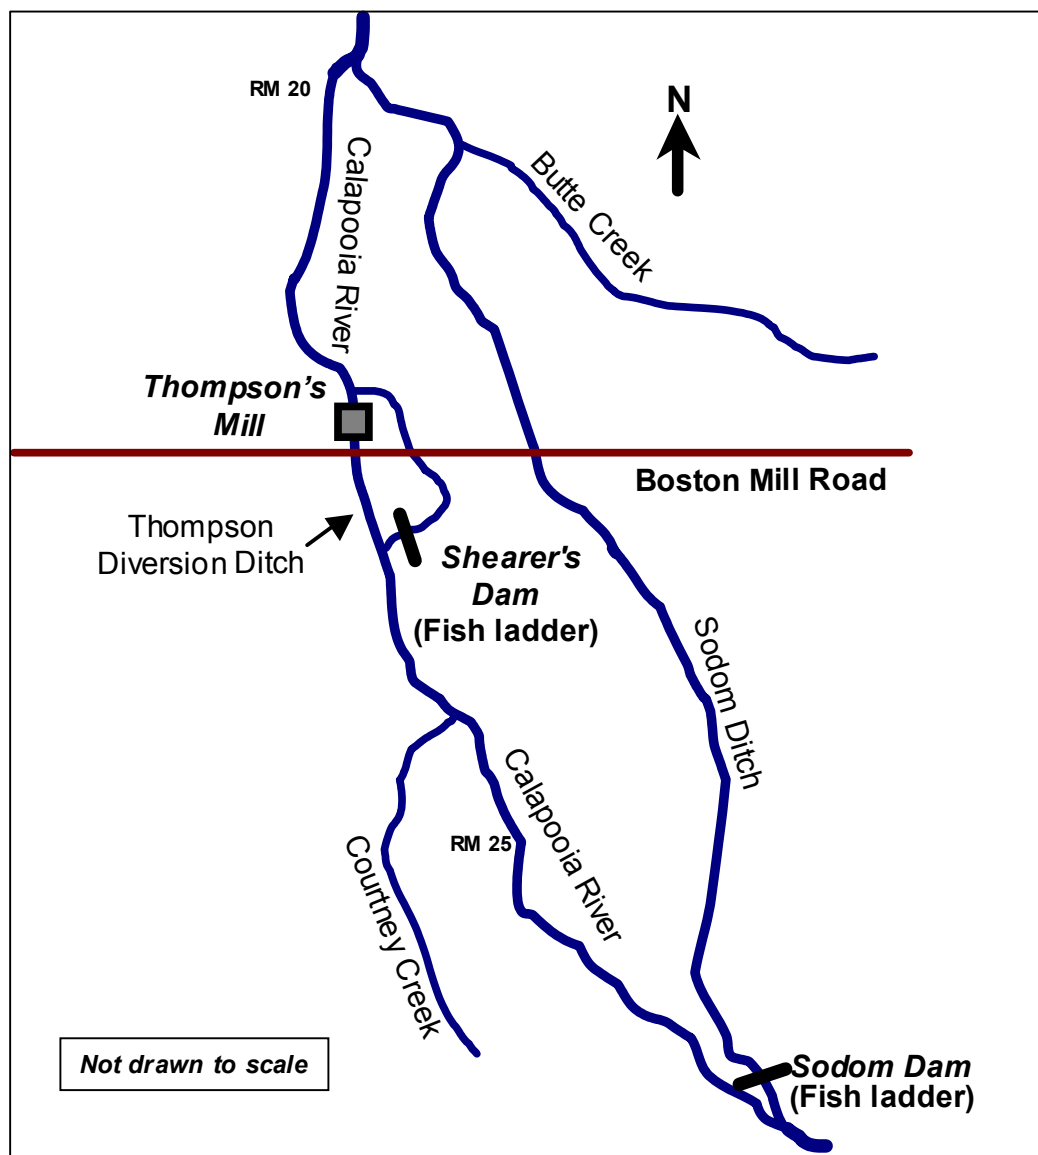 RM 20
N
Calapooia River
Butte Creek
Thompson's
Mill
Boston Mill Road
Thompson
Diversion Ditch
Shearer's
Dam
(Fish ladder)
Sodom Ditch
Calapooia River
RM 25
Courtney Creek
Not drawn to scale
Sodom Dam
(Fish ladder)